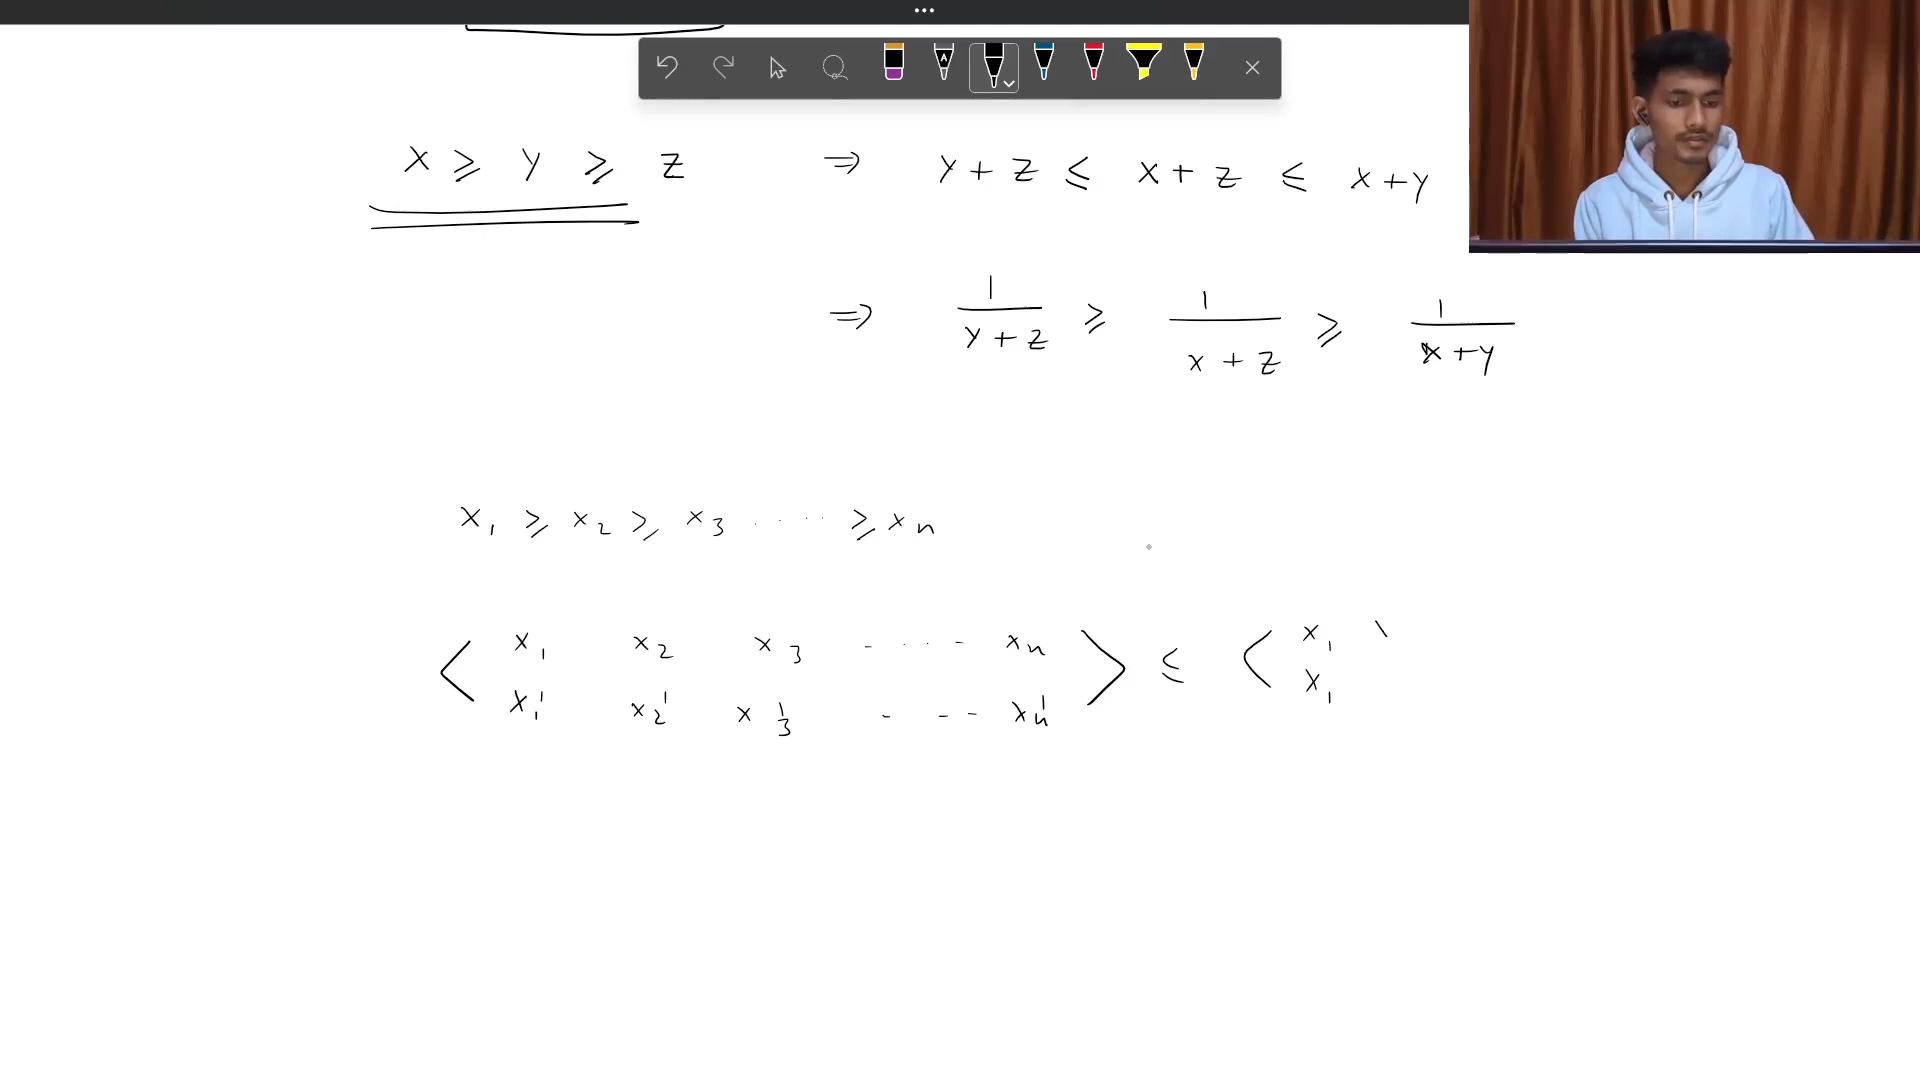 x ≥ y ≥ z ⇒ y + z ≤ x + z ≤ x + y
⇒ 1/(y + z) ≥ 1/(x + z) ≥ 1/(x + y)
x₁ ≥ x₂ ≥ x₃ ..... ≥ xₙ
⟨ x₁ x₂ x₃ - ... - xₙ ⟩ ≤ ⟨ x₁
x₁' x₂' x₃' - - - xₙ' x₁